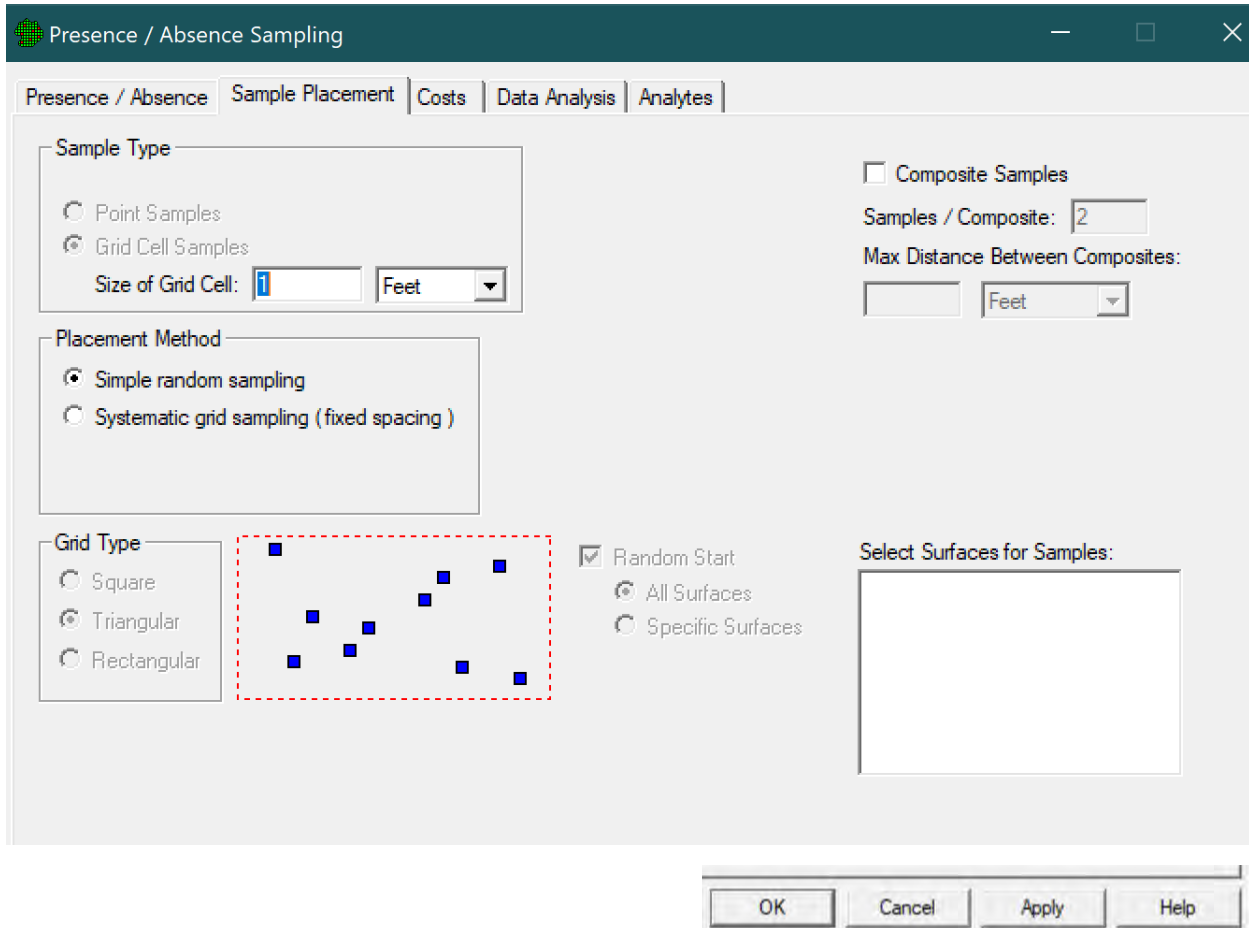 Presence / Absence Sampling
Presence / Absence Sample Placement Costs Data Analysis Analytes
Sample Type
Point Samples
Grid Cell Samples
Size of Grid Cell: 1 Feet
Composite Samples
Samples / Composite: 2
Max Distance Between Composites:
Feet
Placement Method
Simple random sampling
Systematic grid sampling ( fixed spacing )
Grid Type
Square
Triangular
Rectangular
Random Start
All Surfaces
Specific Surfaces
Select Surfaces for Samples:
OK Cancel Apply Help